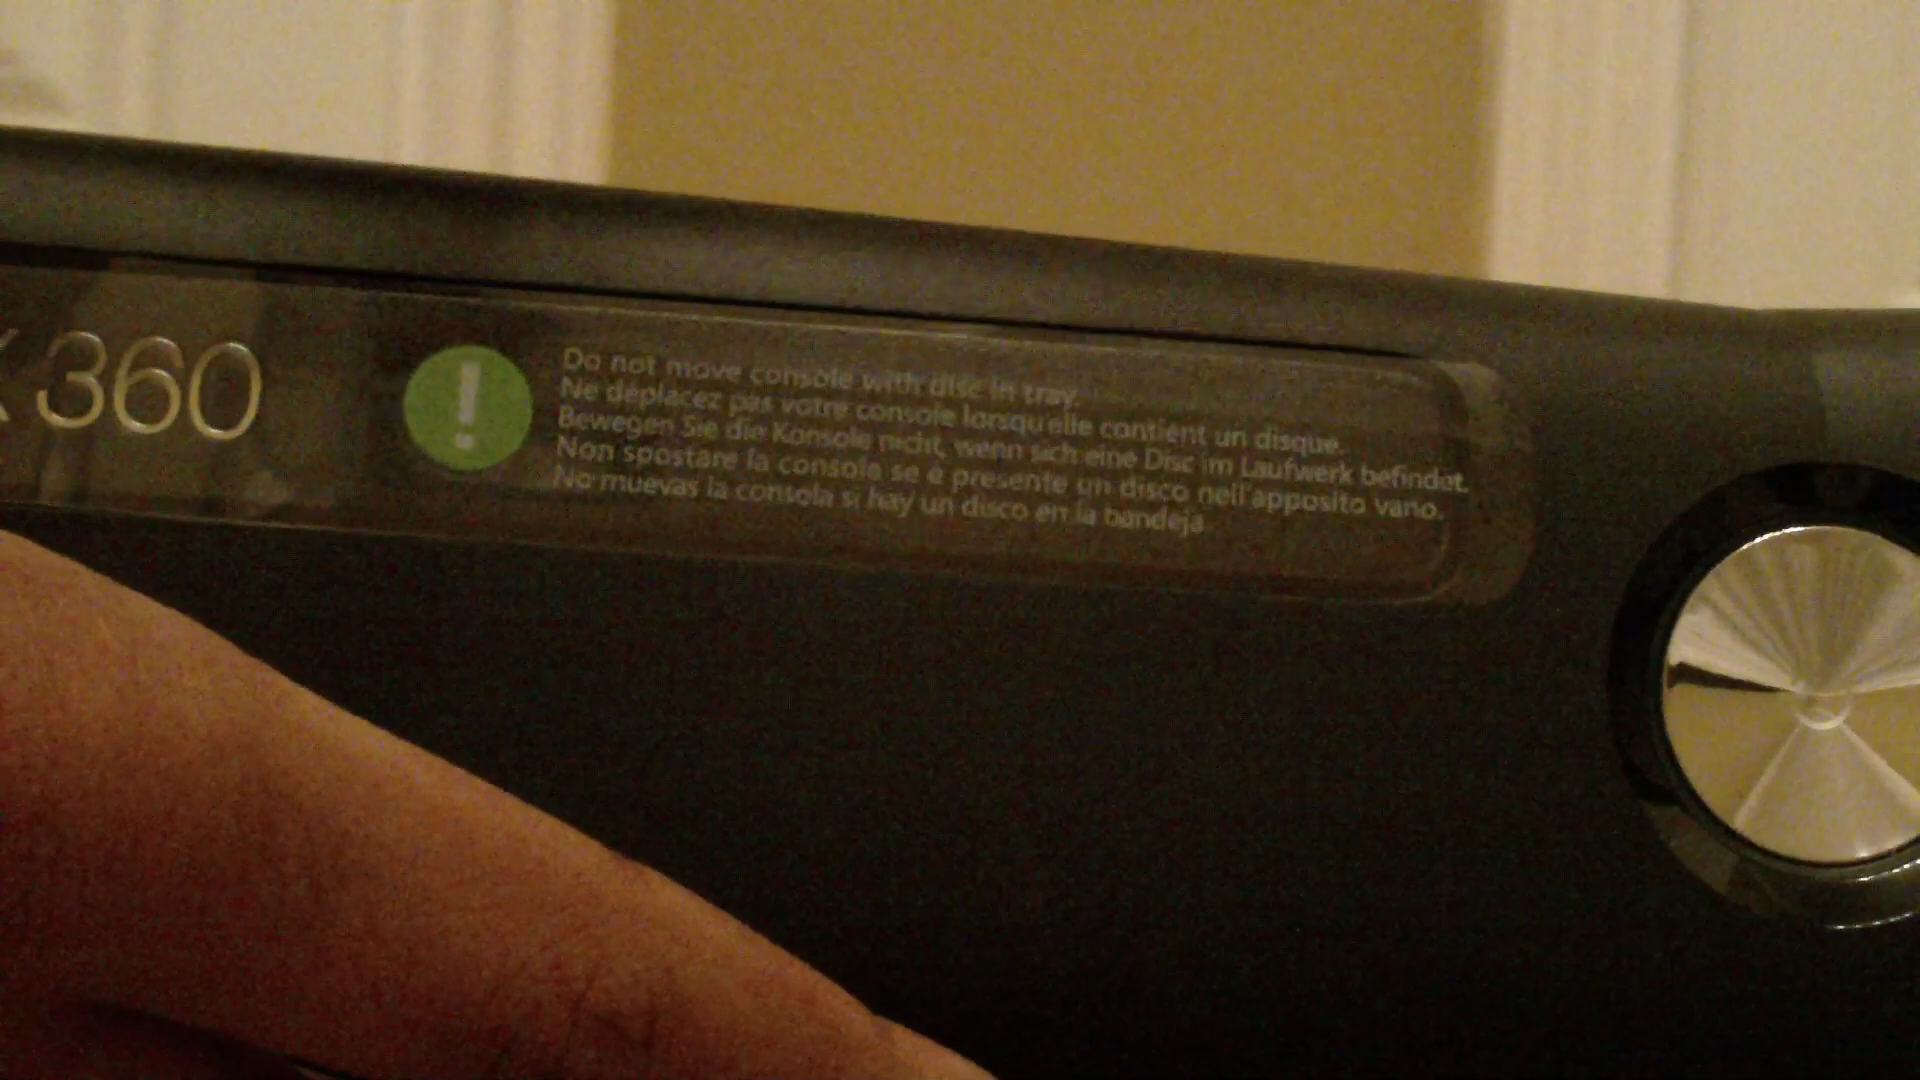 X 360
!
Do not move console with disc in tray.
Ne déplacez pas votre console lorsqu'elle contient un disque.
Bewegen Sie die Konsole nicht, wenn sich eine Disc im Laufwerk befindet.
Non spostare la console se è presente un disco nell'apposito vano.
No muevas la consola si hay un disco en la bandeja.